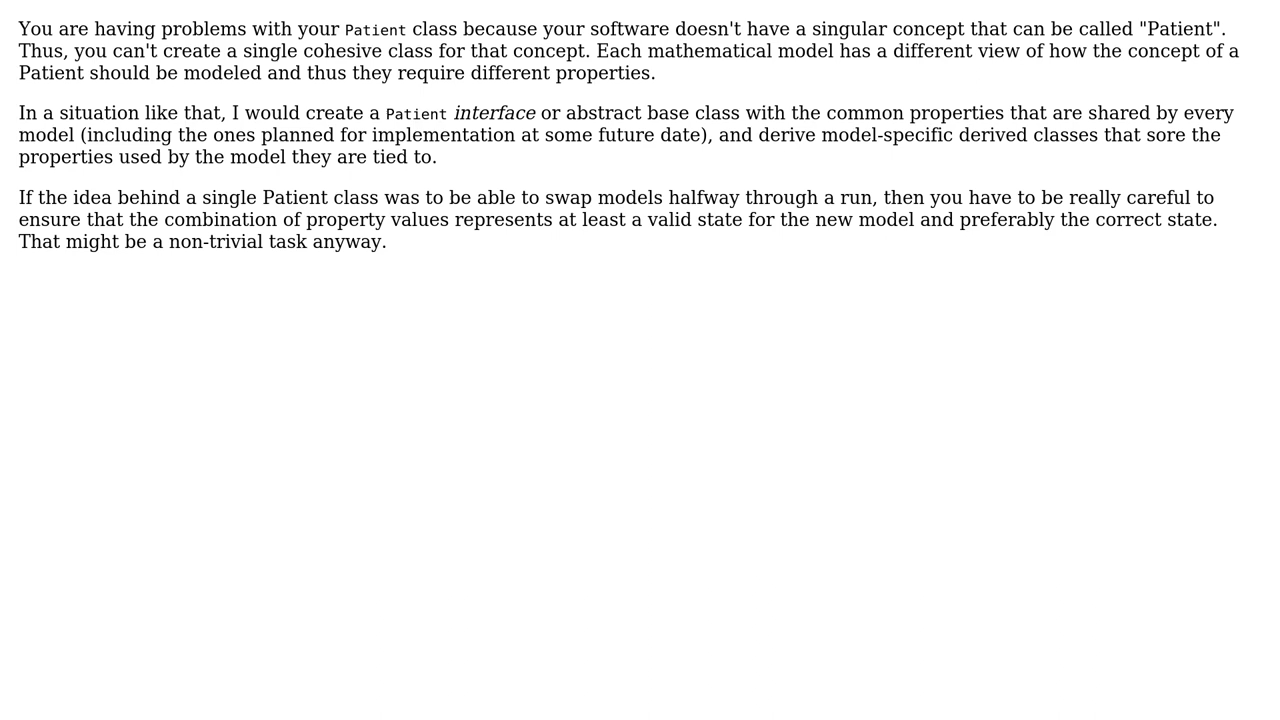 You are having problems with your Patient class because your software doesn't have a singular concept that can be called "Patient".
Thus, you can't create a single cohesive class for that concept. Each mathematical model has a different view of how the concept of a
Patient should be modeled and thus they require different properties.
In a situation like that, I would create a Patient interface or abstract base class with the common properties that are shared by every
model (including the ones planned for implementation at some future date), and derive model-specific derived classes that sore the
properties used by the model they are tied to.
If the idea behind a single Patient class was to be able to swap models halfway through a run, then you have to be really careful to
ensure that the combination of property values represents at least a valid state for the new model and preferably the correct state.
That might be a non-trivial task anyway.